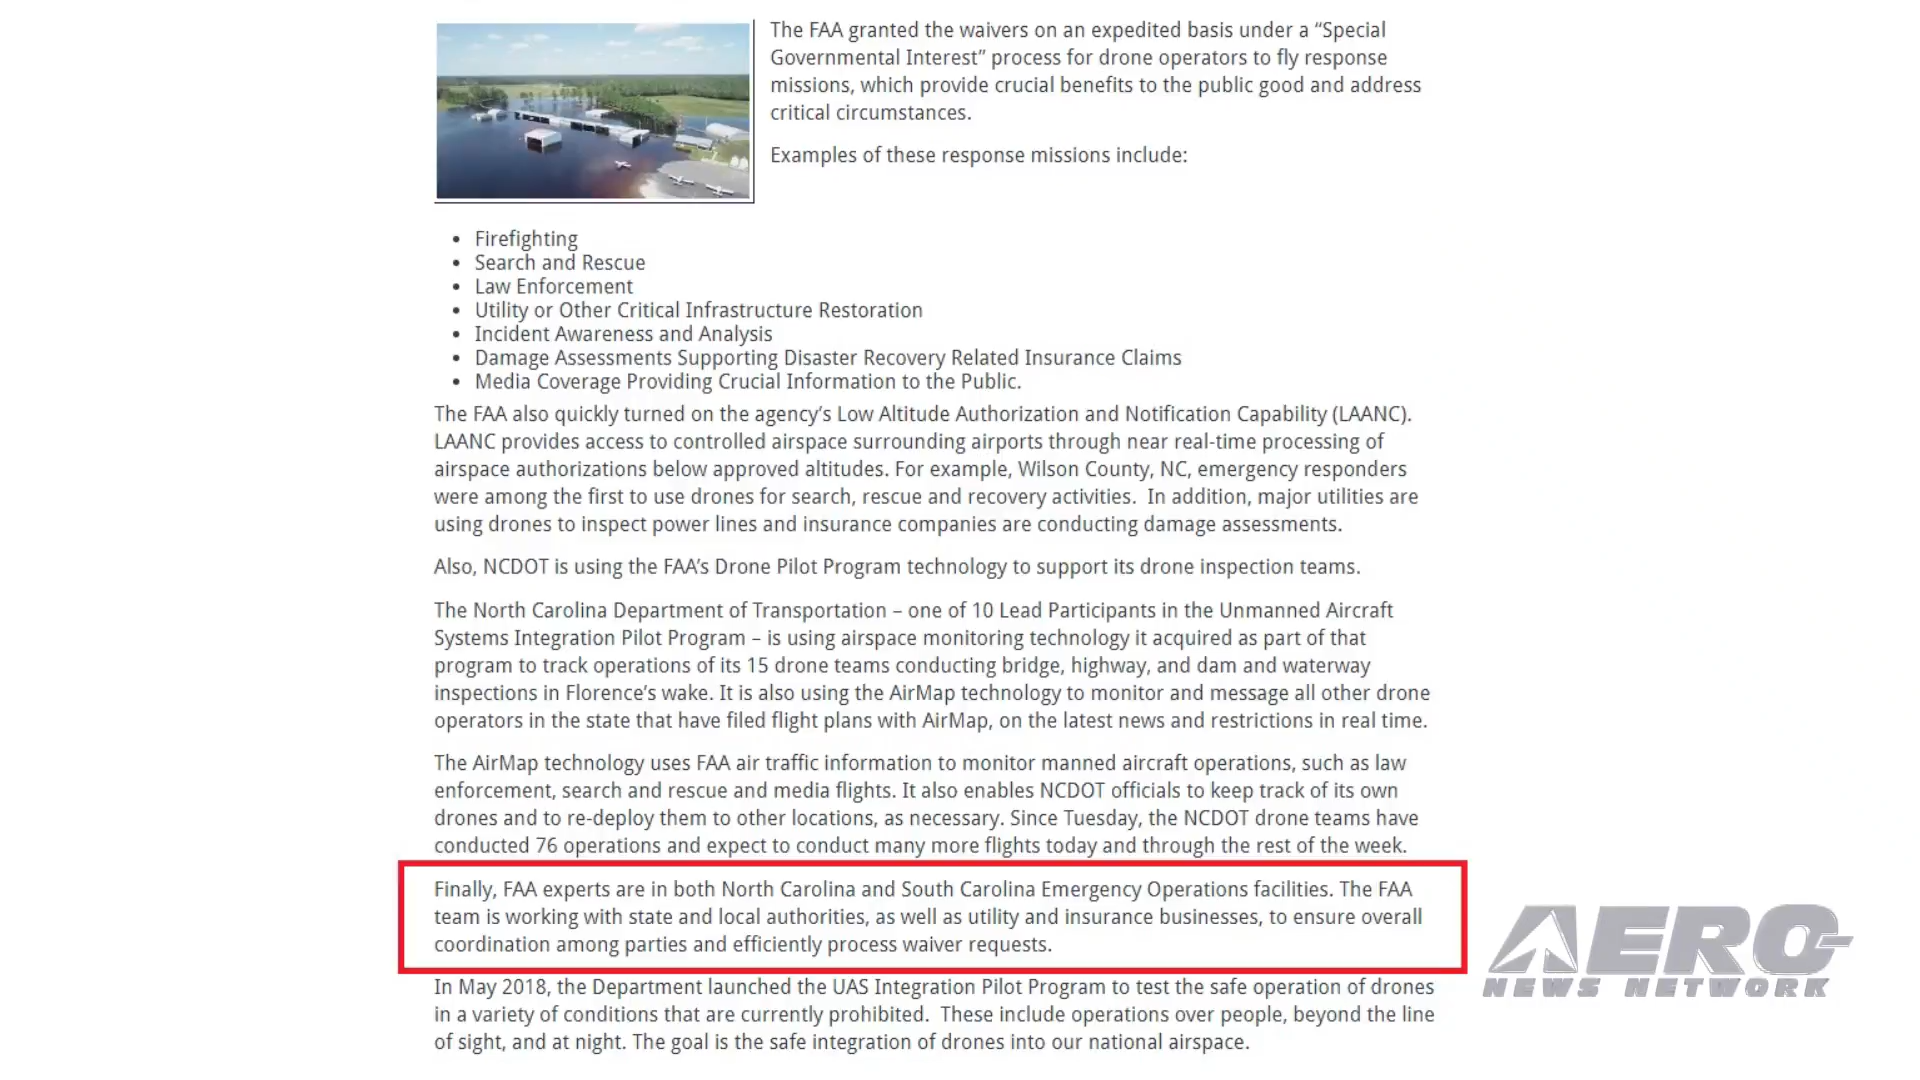 The FAA granted the waivers on an expedited basis under a “Special
Governmental Interest” process for drone operators to fly response
missions, which provide crucial benefits to the public good and address
critical circumstances.
Examples of these response missions include:
• Firefighting
• Search and Rescue
• Law Enforcement
• Utility or Other Critical Infrastructure Restoration
• Incident Awareness and Analysis
• Damage Assessments Supporting Disaster Recovery Related Insurance Claims
• Media Coverage Providing Crucial Information to the Public.
The FAA also quickly turned on the agency’s Low Altitude Authorization and Notification Capability (LAANC).
LAANC provides access to controlled airspace surrounding airports through near real-time processing of
airspace authorizations below approved altitudes. For example, Wilson County, NC, emergency responders
were among the first to use drones for search, rescue and recovery activities.  In addition, major utilities are
using drones to inspect power lines and insurance companies are conducting damage assessments.
Also, NCDOT is using the FAA’s Drone Pilot Program technology to support its drone inspection teams.
The North Carolina Department of Transportation – one of 10 Lead Participants in the Unmanned Aircraft
Systems Integration Pilot Program – is using airspace monitoring technology it acquired as part of that
program to track operations of its 15 drone teams conducting bridge, highway, and dam and waterway
inspections in Florence’s wake. It is also using the AirMap technology to monitor and message all other drone
operators in the state that have filed flight plans with AirMap, on the latest news and restrictions in real time.
The AirMap technology uses FAA air traffic information to monitor manned aircraft operations, such as law
enforcement, search and rescue and media flights. It also enables NCDOT officials to keep track of its own
drones and to re-deploy them to other locations, as necessary. Since Tuesday, the NCDOT drone teams have
conducted 76 operations and expect to conduct many more flights today and through the rest of the week.
Finally, FAA experts are in both North Carolina and South Carolina Emergency Operations facilities. The FAA
team is working with state and local authorities, as well as utility and insurance businesses, to ensure overall
coordination among parties and efficiently process waiver requests.
In May 2018, the Department launched the UAS Integration Pilot Program to test the safe operation of drones
in a variety of conditions that are currently prohibited.  These include operations over people, beyond the line
of sight, and at night. The goal is the safe integration of drones into our national airspace.
AERO-
NEWS NETWORK